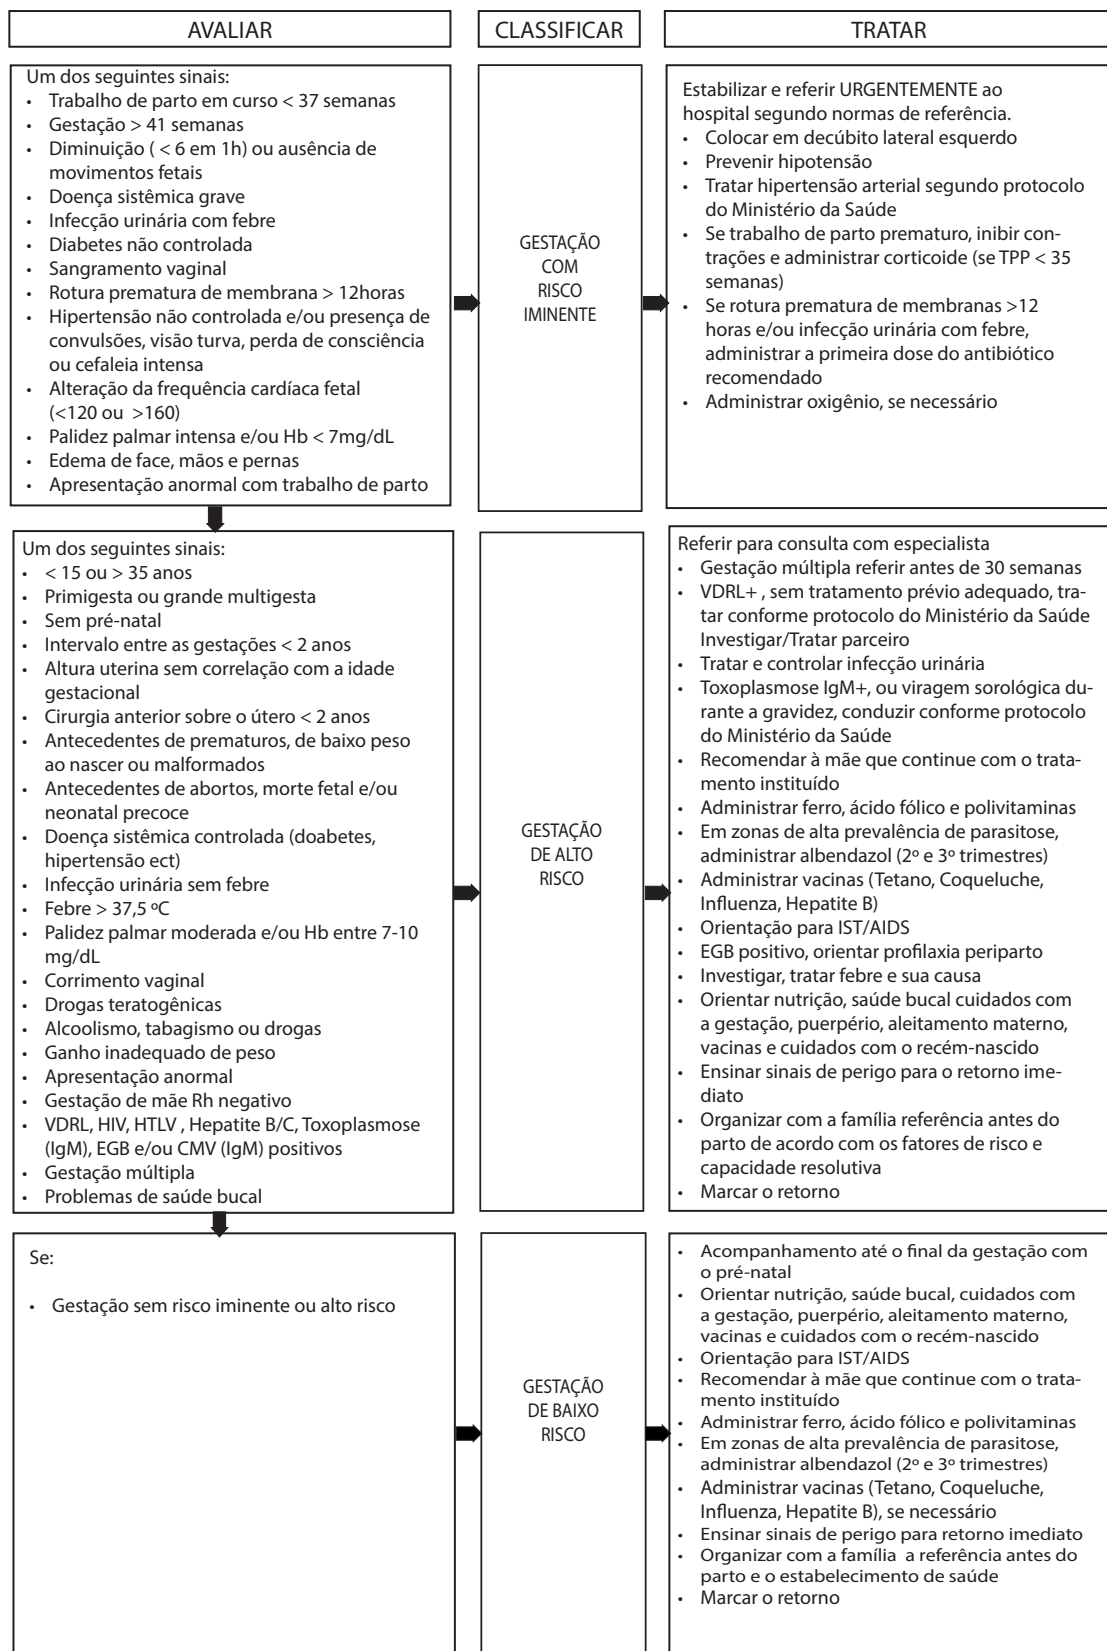 AVALIAR
CLASSIFICAR
TRATAR
Um dos seguintes sinais:
• Trabalho de parto em curso < 37 semanas
• Gestação > 41 semanas
• Diminuição ( < 6 em 1h) ou ausência de
movimentos fetais
• Doença sistêmica grave
• Infecção urinária com febre
• Diabetes não controlada
• Sangramento vaginal
• Rotura prematura de membrana > 12horas
• Hipertensão não controlada e/ou presença de
convulsões, visão turva, perda de consciência
ou cefaleia intensa
• Alteração da frequência cardíaca fetal
(<120 ou >160)
• Palidez palmar intensa e/ou Hb < 7mg/dL
• Edema de face, mãos e pernas
• Apresentação anormal com trabalho de parto
GESTAÇÃO
COM
RISCO
IMINENTE
Estabilizar e referir URGENTEMENTE ao
hospital segundo normas de referência.
• Colocar em decúbito lateral esquerdo
• Prevenir hipotensão
• Tratar hipertensão arterial segundo protocolo
do Ministério da Saúde
• Se trabalho de parto prematuro, inibir con-
trações e administrar corticoide (se TPP < 35
semanas)
• Se rotura prematura de membranas >12
horas e/ou infecção urinária com febre,
administrar a primeira dose do antibiótico
recomendado
• Administrar oxigênio, se necessário
Um dos seguintes sinais:
• < 15 ou > 35 anos
• Primigesta ou grande multigesta
• Sem pré-natal
• Intervalo entre as gestações < 2 anos
• Altura uterina sem correlação com a idade
gestacional
• Cirurgia anterior sobre o útero < 2 anos
• Antecedentes de prematuros, de baixo peso
ao nascer ou malformados
• Antecedentes de abortos, morte fetal e/ou
neonatal precoce
• Doença sistêmica controlada (doabetes,
hipertensão ect)
• Infecção urinária sem febre
• Febre > 37,5 ºC
• Palidez palmar moderada e/ou Hb entre 7-10
mg/dL
• Corrimento vaginal
• Drogas teratogênicas
• Alcoolismo, tabagismo ou drogas
• Ganho inadequado de peso
• Apresentação anormal
• Gestação de mãe Rh negativo
• VDRL, HIV, HTLV , Hepatite B/C, Toxoplasmose
(IgM), EGB e/ou CMV (IgM) positivos
• Gestação múltipla
• Problemas de saúde bucal
GESTAÇÃO
DE ALTO
RISCO
Referir para consulta com especialista
• Gestação múltipla referir antes de 30 semanas
• VDRL+ , sem tratamento prévio adequado, tra-
tar conforme protocolo do Ministério da Saúde
Investigar/Tratar parceiro
• Tratar e controlar infecção urinária
• Toxoplasmose IgM+, ou viragem sorológica du-
rante a gravidez, conduzir conforme protocolo
do Ministério da Saúde
• Recomendar à mãe que continue com o trata-
mento instituído
• Administrar ferro, ácido fólico e polivitaminas
• Em zonas de alta prevalência de parasitose,
administrar albendazol (2º e 3º trimestres)
• Administrar vacinas (Tetano, Coqueluche,
Influenza, Hepatite B)
• Orientação para IST/AIDS
• EGB positivo, orientar profilaxia periparto
• Investigar, tratar febre e sua causa
• Orientar nutrição, saúde bucal cuidados com
a gestação, puerpério, aleitamento materno,
vacinas e cuidados com o recém-nascido
• Ensinar sinais de perigo para o retorno ime-
diato
• Organizar com a família referência antes do
parto de acordo com os fatores de risco e
capacidade resolutiva
• Marcar o retorno
Se:
• Gestação sem risco iminente ou alto risco
GESTAÇÃO
DE BAIXO
RISCO
• Acompanhamento até o final da gestação com
o pré-natal
• Orientar nutrição, saúde bucal, cuidados com
a gestação, puerpério, aleitamento materno,
vacinas e cuidados com o recém-nascido
• Orientação para IST/AIDS
• Recomendar à mãe que continue com o trata-
mento instituído
• Administrar ferro, ácido fólico e polivitaminas
• Em zonas de alta prevalência de parasitose,
administrar albendazol (2º e 3º trimestres)
• Administrar vacinas (Tetano, Coqueluche,
Influenza, Hepatite B), se necessário
• Ensinar sinais de perigo para retorno imediato
• Organizar com a família a referência antes do
parto e o estabelecimento de saúde
• Marcar o retorno